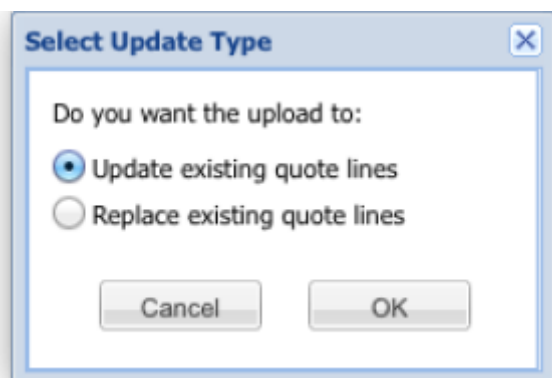 Select Update Type
Do you want the upload to:
Update existing quote lines
Replace existing quote lines
Cancel OK